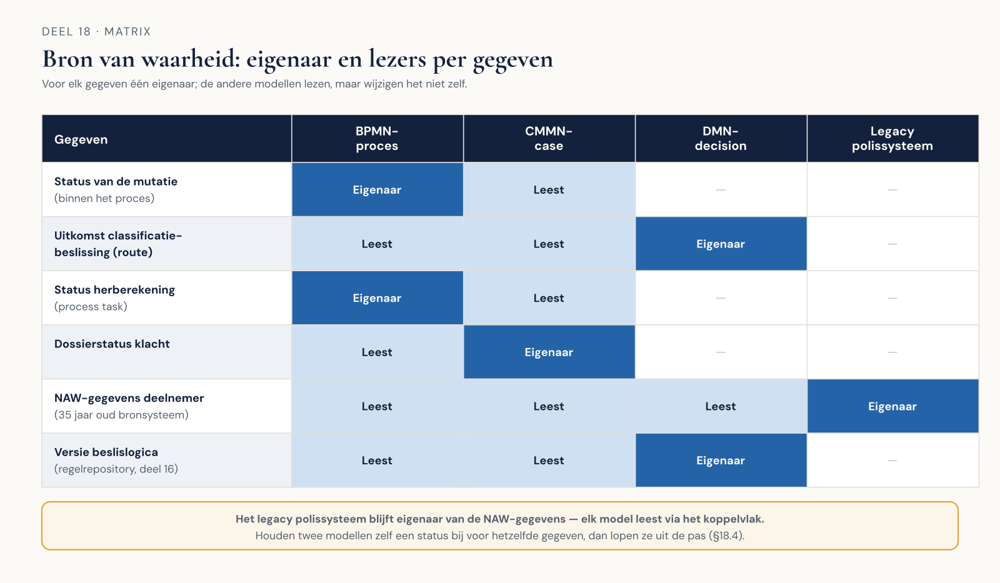 DEEL 18 · MATRIX
Bron van waarheid: eigenaar en lezers per gegeven
Voor elk gegeven één eigenaar; de andere modellen lezen, maar wijzigen het niet zelf.
Gegeven
BPMN-
proces
CMMN-
case
DMN-
decision
Legacy
polissysteem
Status van de mutatie
(binnen het proces)
Eigenaar
Leest
—
—
Uitkomst classificatie-
beslissing (route)
Leest
Leest
Eigenaar
—
Status herberekening
(process task)
Eigenaar
Leest
—
—
Dossierstatus klacht
Leest
Eigenaar
—
—
NAW-gegevens deelnemer
(35 jaar oud bronsysteem)
Leest
Leest
Leest
Eigenaar
Versie beslislogica
(regelrepository, deel 16)
Leest
Leest
Eigenaar
—
Het legacy polissysteem blijft eigenaar van de NAW-gegevens — elk model leest via het koppelvlak.
Houden twee modellen zelf een status bij voor hetzelfde gegeven, dan lopen ze uit de pas (§18.4).